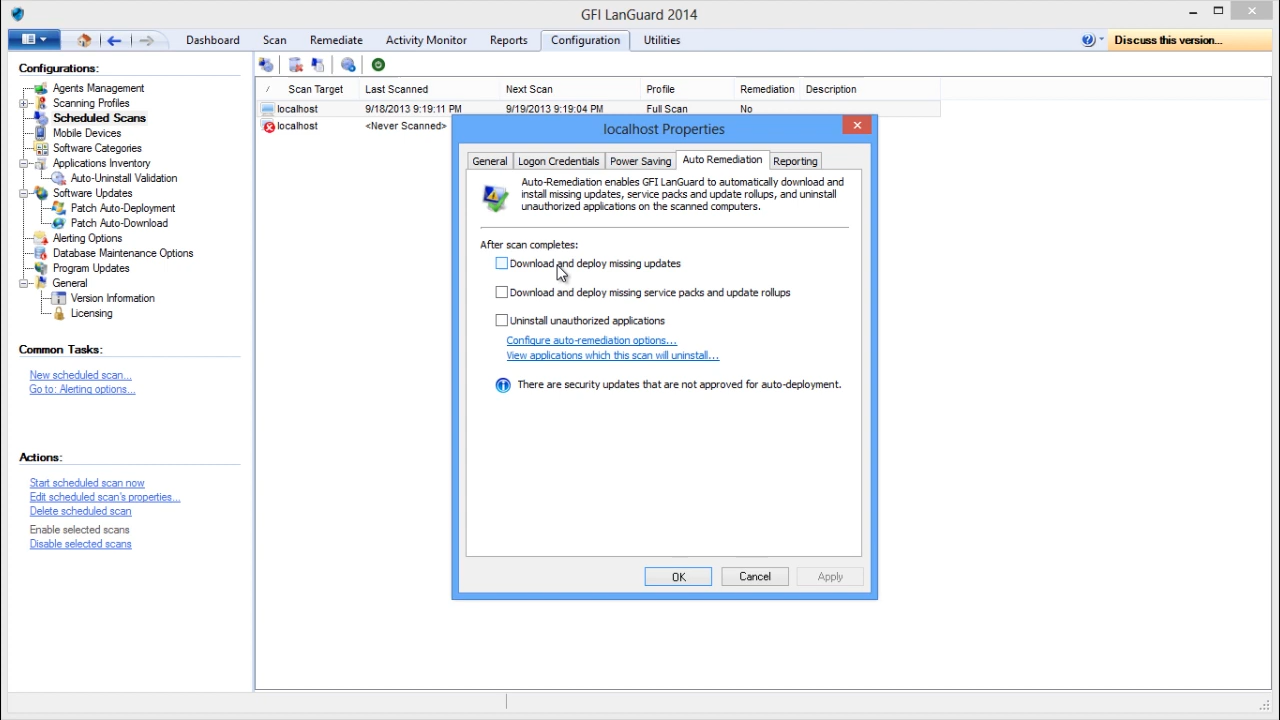 GFI LanGuard 2014
Dashboard Scan Remediate Activity Monitor Reports Configuration Utilities Discuss this version...
Configurations:
Agents Management
Scanning Profiles
Scheduled Scans
Mobile Devices
Software Categories
Applications Inventory
Auto-Uninstall Validation
Software Updates
Patch Auto-Deployment
Patch Auto-Download
Alerting Options
Database Maintenance Options
Program Updates
General
Version Information
Licensing
Common Tasks:
New scheduled scan...
Go to: Alerting options...
Actions:
Start scheduled scan now
Edit scheduled scan's properties...
Delete scheduled scan
Enable selected scans
Disable selected scans
/ Scan Target Last Scanned Next Scan Profile Remediation Description
localhost 9/18/2013 9:19:11 PM 9/19/2013 9:19:04 PM Full Scan No
localhost <Never Scanned>
localhost Properties
General Logon Credentials Power Saving Auto Remediation Reporting
Auto-Remediation enables GFI LanGuard to automatically download and
install missing updates, service packs and update rollups, and uninstall
unauthorized applications on the scanned computers.
After scan completes:
Download and deploy missing updates
Download and deploy missing service packs and update rollups
Uninstall unauthorized applications
Configure auto-remediation options...
View applications which this scan will uninstall...
There are security updates that are not approved for auto-deployment.
OK Cancel Apply